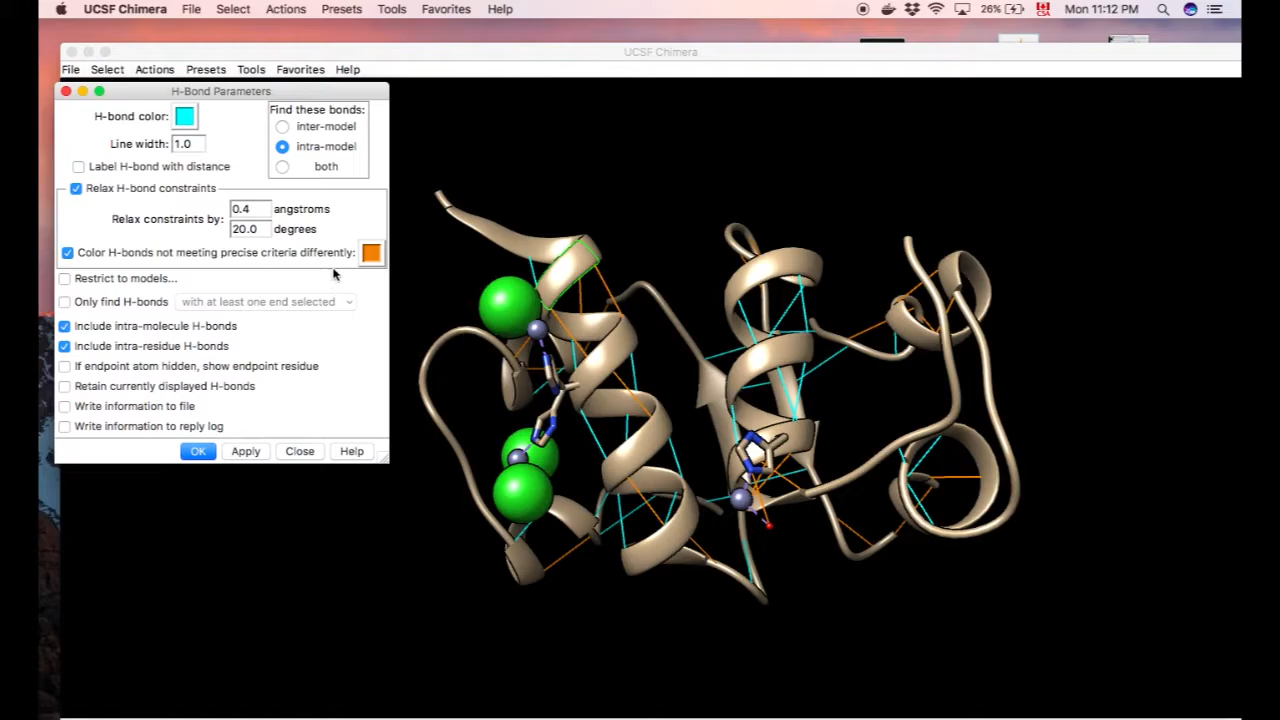 UCSF Chimera File Select Actions Presets Tools Favorites Help 26% CSA Mon 11:12 PM
UCSF Chimera
File Select Actions Presets Tools Favorites Help
H-Bond Parameters
H-bond color:
Line width: 1.0
Label H-bond with distance
Find these bonds:
inter-model
intra-model
both
Relax H-bond constraints
Relax constraints by:
0.4 angstroms
20.0 degrees
Color H-bonds not meeting precise criteria differently:
Restrict to models...
Only find H-bonds with at least one end selected
Include intra-molecule H-bonds
Include intra-residue H-bonds
If endpoint atom hidden, show endpoint residue
Retain currently displayed H-bonds
Write information to file
Write information to reply log
OK Apply Close Help